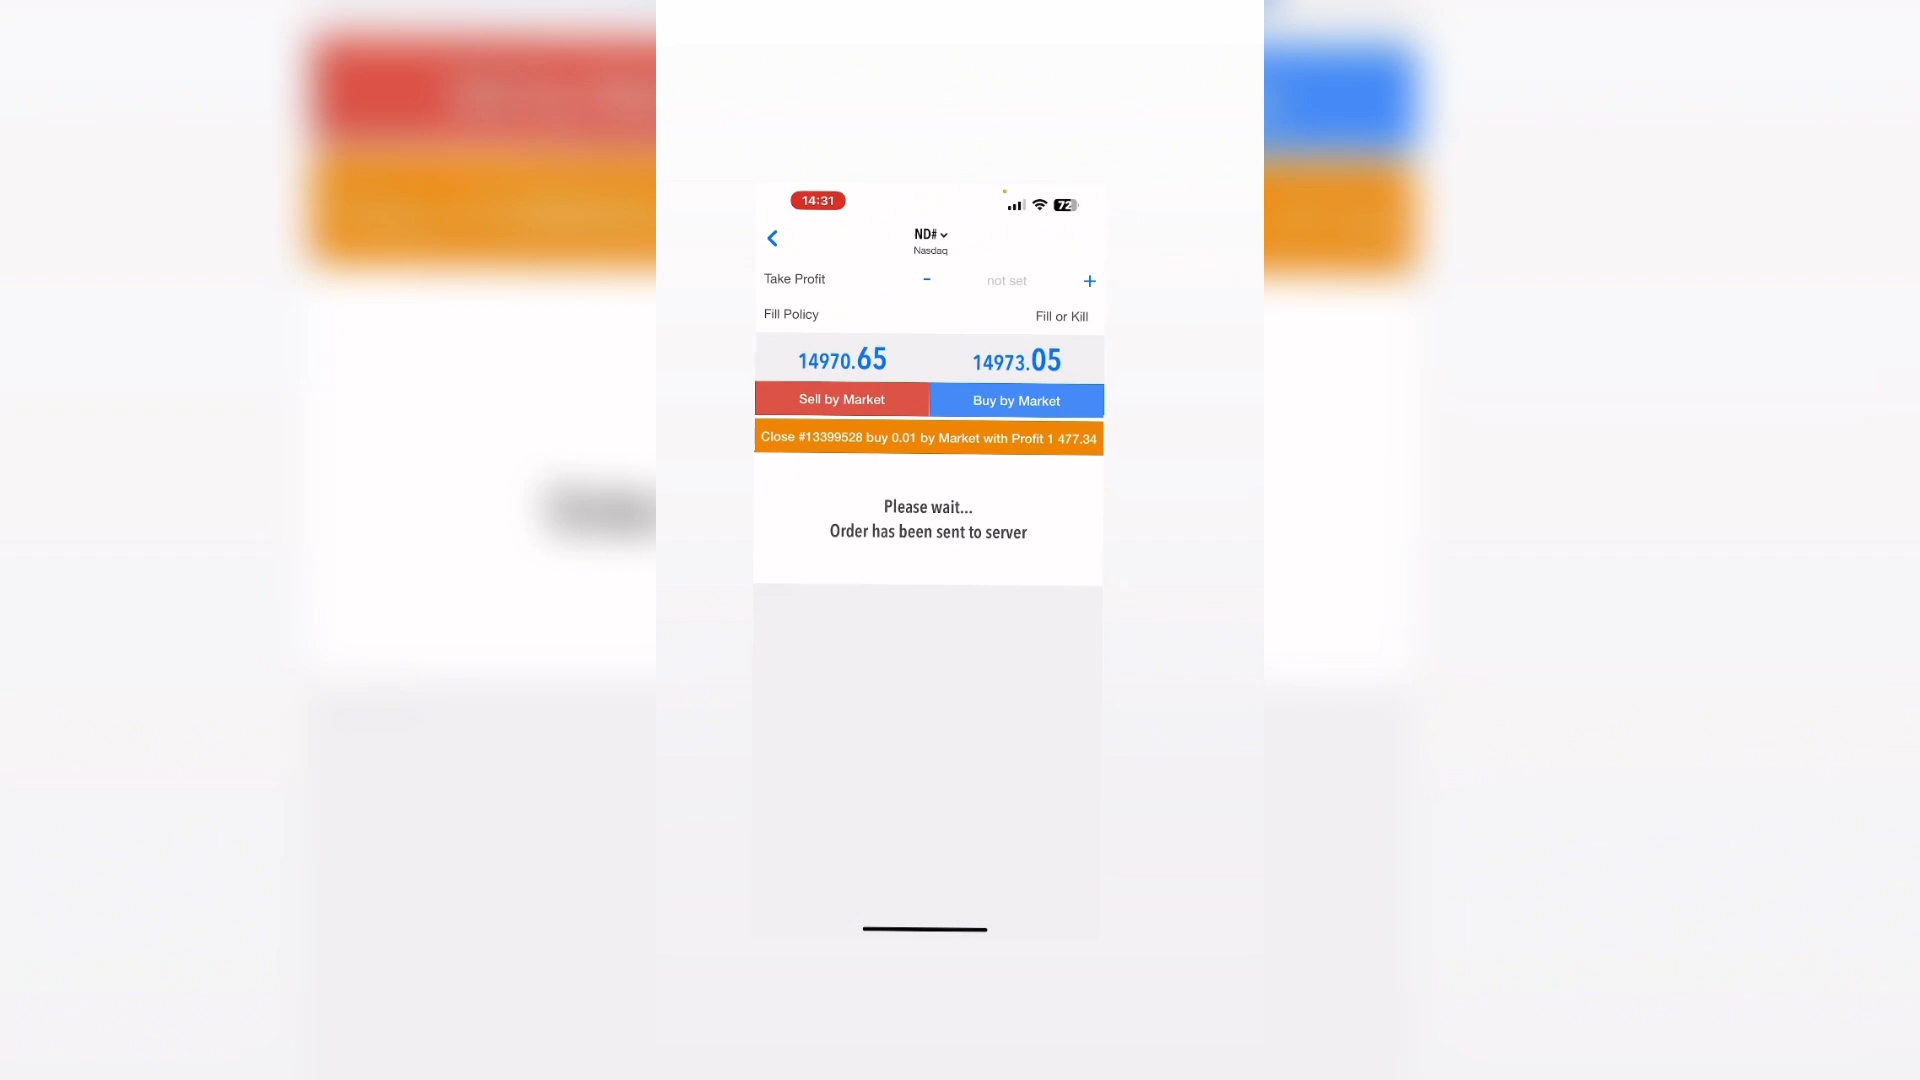 14:31
72
ND#
Nasdaq
Take Profit - not set +
Fill Policy Fill or Kill
14970.65 14973.05
Sell by Market Buy by Market
Close #13399528 buy 0.01 by Market with Profit 1 477.34
Please wait...
Order has been sent to server